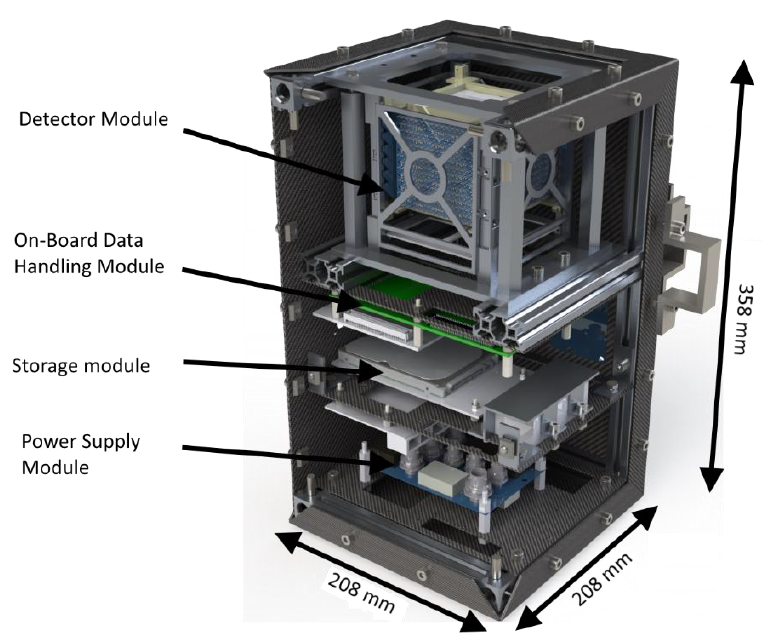 Detector Module
On-Board Data
Handling Module
Storage module
Power Supply
Module
358 mm
208 mm
208 mm